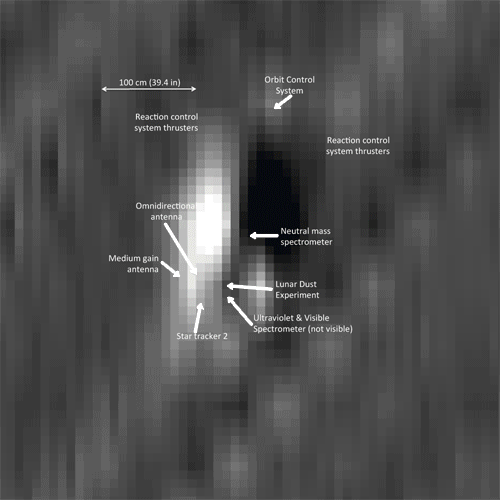 100 cm (39.4 in)
Orbit Control
System
Reaction control
system thrusters
Reaction control
system thrusters
Omnidirectional
antenna
Neutral mass
spectrometer
Medium gain
antenna
Lunar Dust
Experiment
Ultraviolet & Visible
Spectrometer (not visible)
Star tracker 2